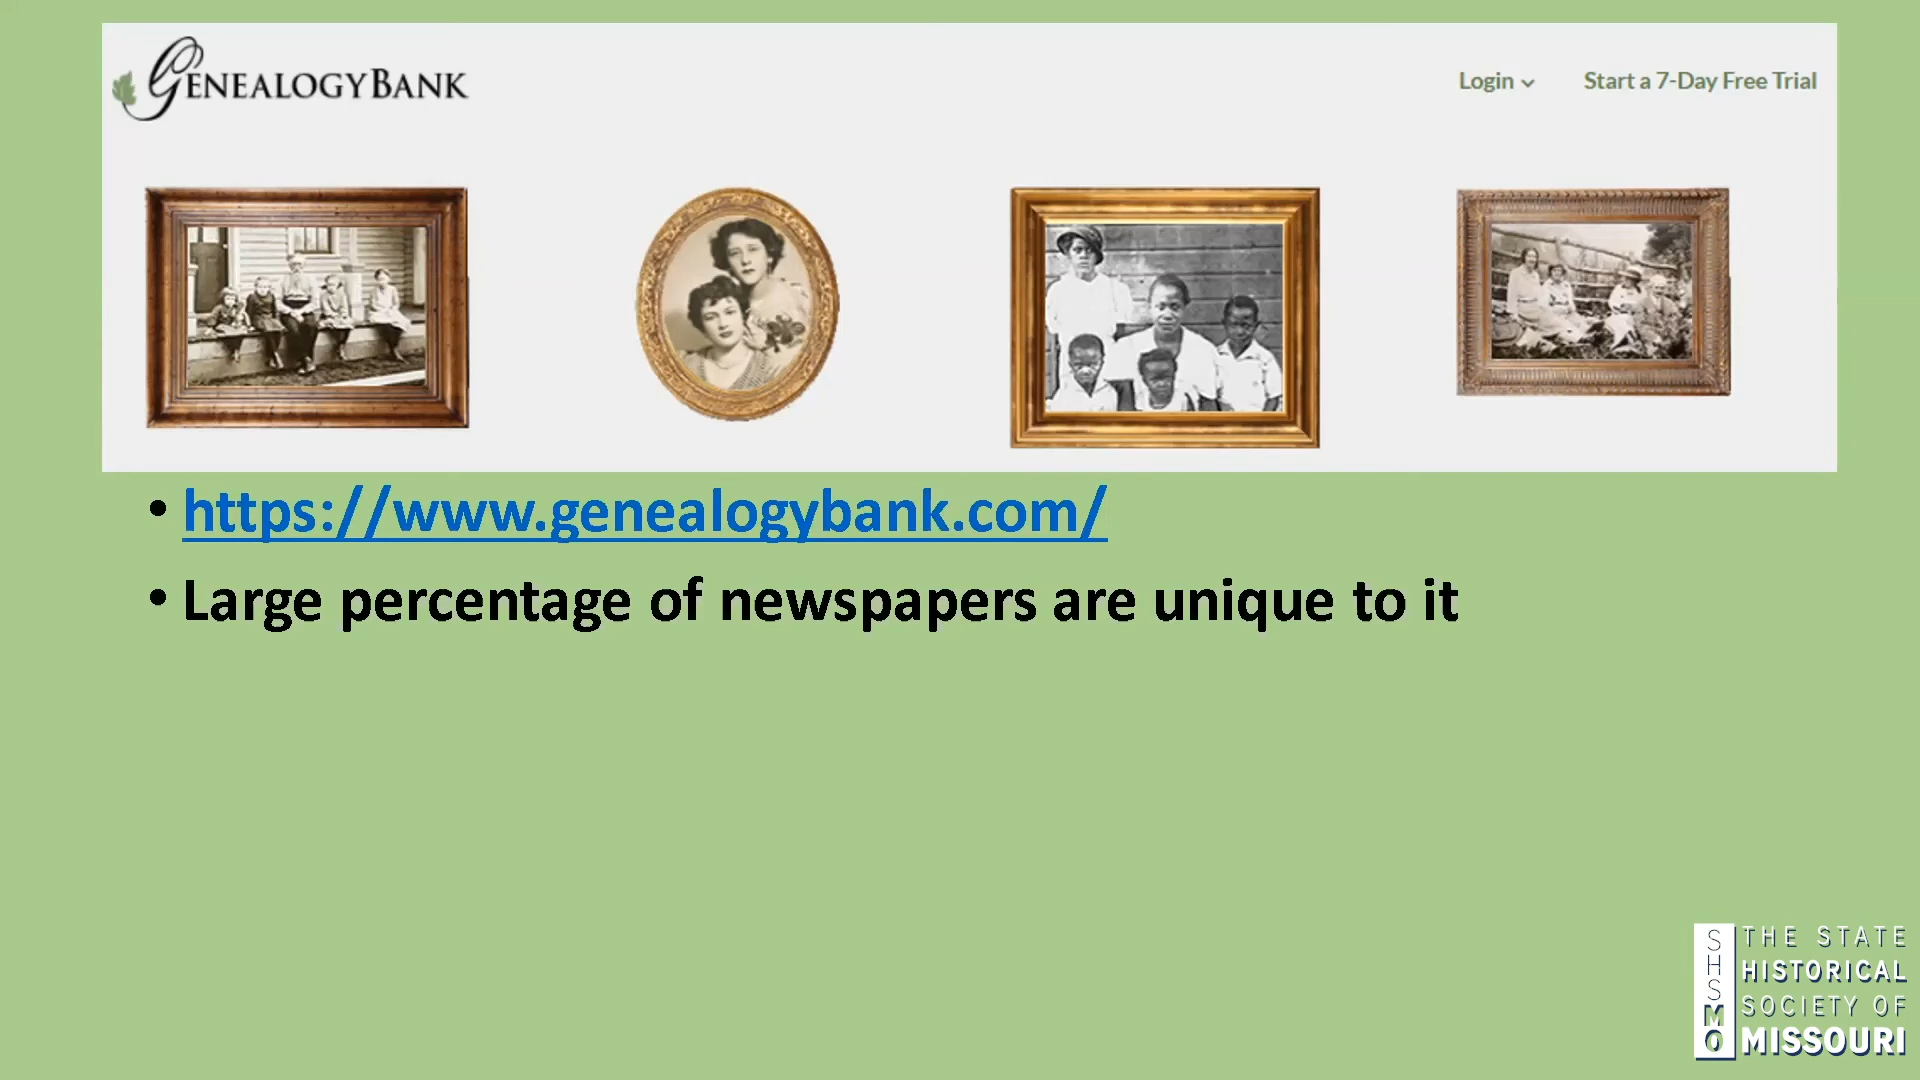 GENEALOGYBANK
Login
Start a 7-Day Free Trial
• https://www.genealogybank.com/
• Large percentage of newspapers are unique to it
SHSMO
THE STATE
HISTORICAL
SOCIETY OF
MISSOURI